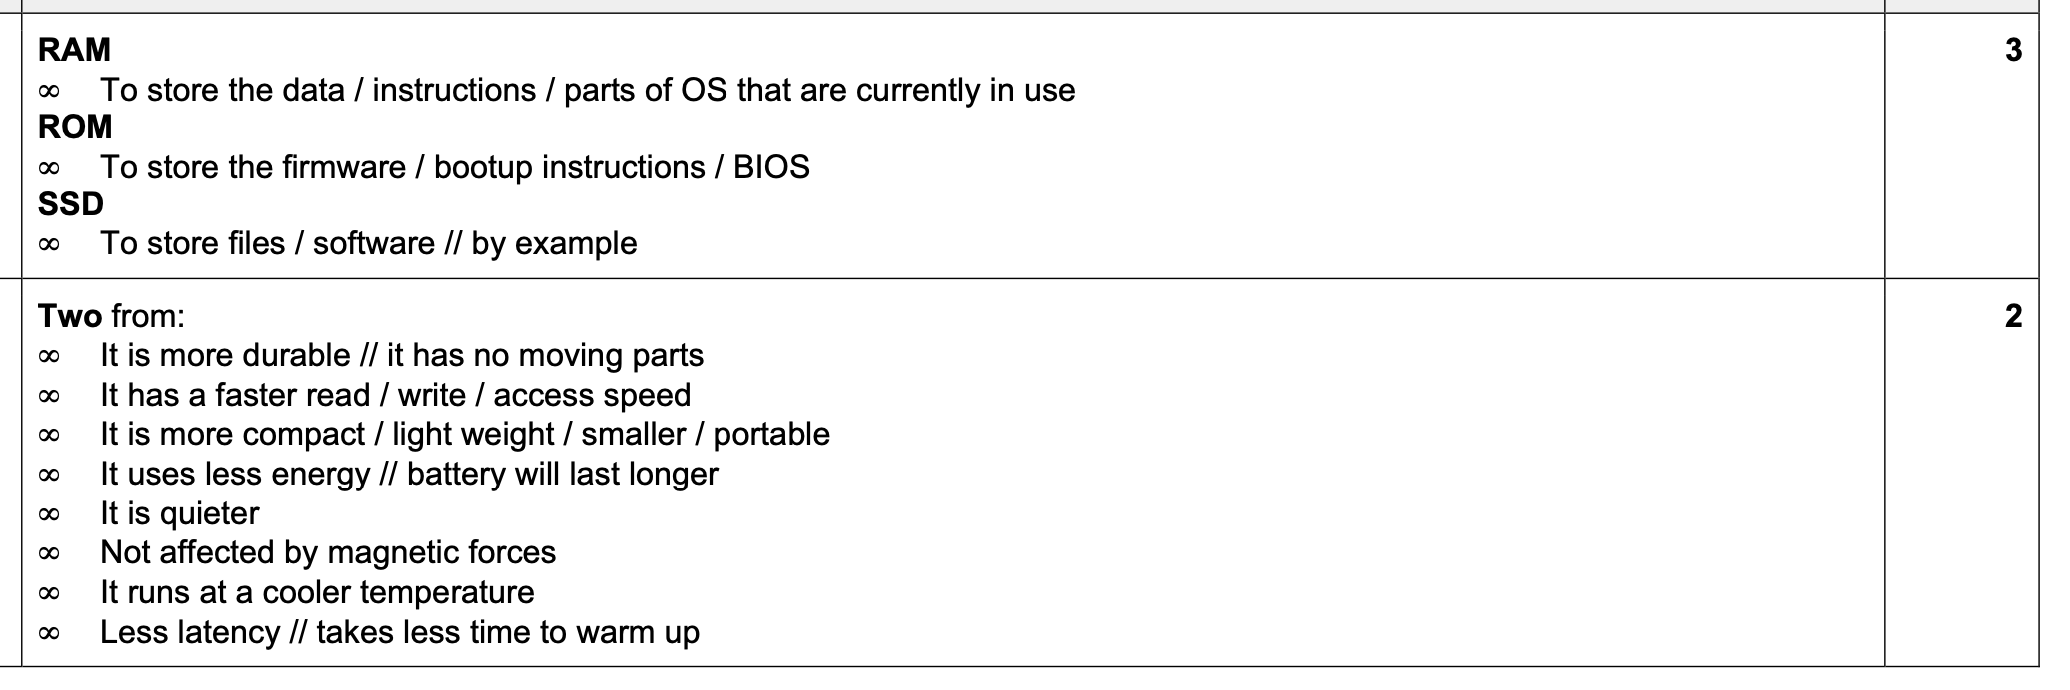 RAM
3
∞ To store the data / instructions / parts of OS that are currently in use
ROM
∞ To store the firmware / bootup instructions / BIOS
SSD
∞ To store files / software // by example
Two from:
2
∞ It is more durable // it has no moving parts
∞ It has a faster read / write / access speed
∞ It is more compact / light weight / smaller / portable
∞ It uses less energy // battery will last longer
∞ It is quieter
∞ Not affected by magnetic forces
∞ It runs at a cooler temperature
∞ Less latency // takes less time to warm up